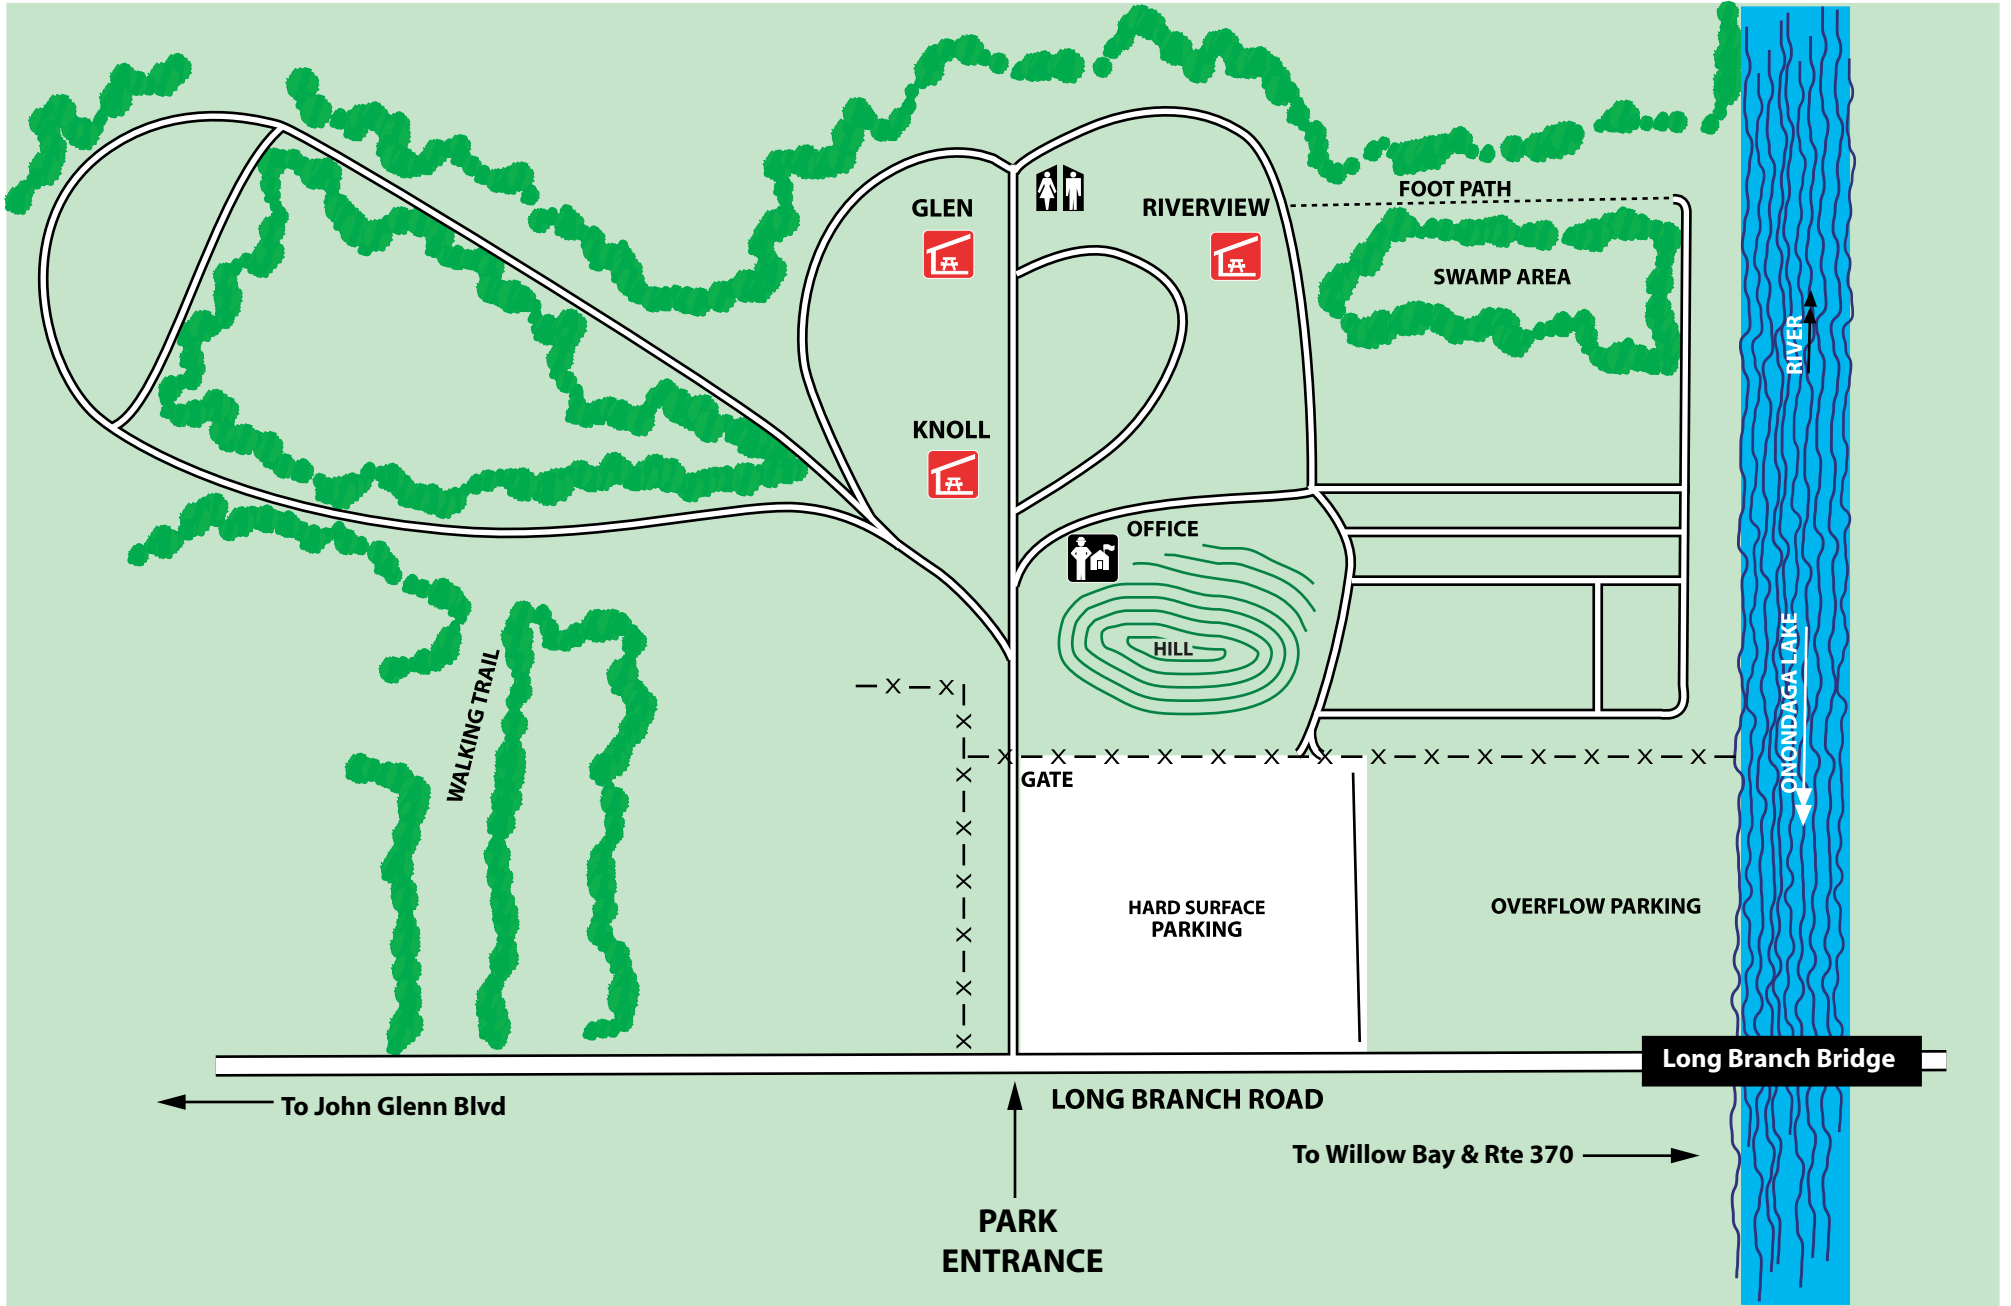 FOOT PATH
GLEN
RIVERVIEW
SWAMP AREA
RIVER
KNOLL
OFFICE
HILL
WALKING TRAIL
ONONDAGA LAKE
GATE
HARD SURFACE
PARKING
OVERFLOW PARKING
Long Branch Bridge
To John Glenn Blvd
LONG BRANCH ROAD
To Willow Bay & Rte 370
PARK
ENTRANCE